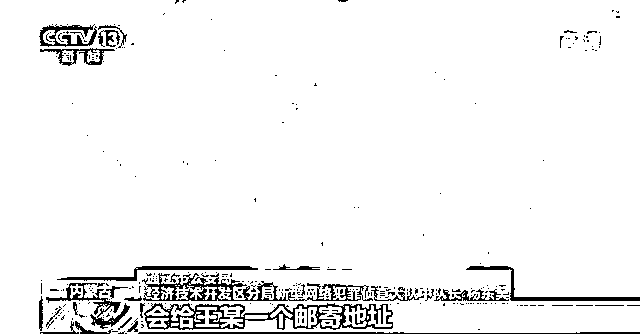 CCTV 13
新闻
内蒙古
通辽市公安局
经济技术开发区分局新型网络犯罪侦查大队中队长 杨东昊
会给王某一个邮寄地址